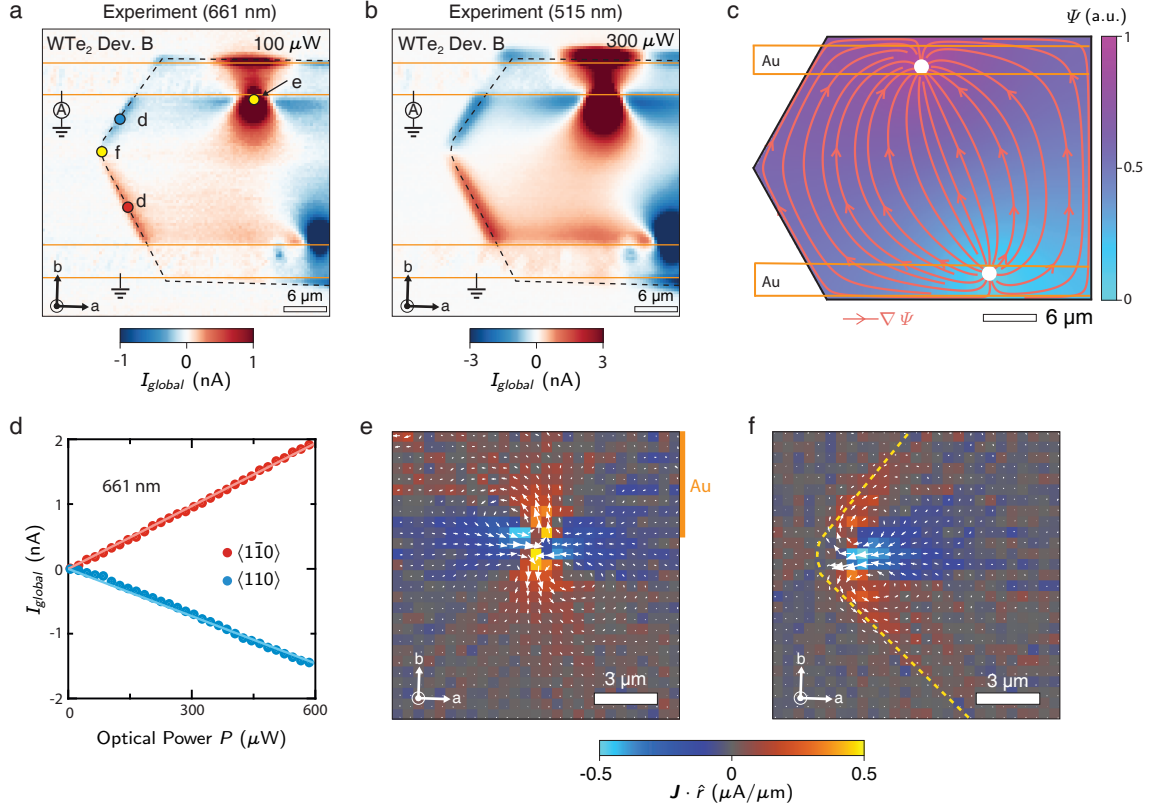 a
Experiment (661 nm)
WTe2 Dev. B
100 μW
A
e
d
f
d
b
a
6 μm
-1
0
1
Iglobal (nA)
b
Experiment (515 nm)
WTe2 Dev. B
300 μW
A
b
a
6 μm
-3
0
3
Iglobal (nA)
c
Ψ (a.u.)
Au
Au
1
0.5
0
∇Ψ
6 μm
d
Iglobal (nA)
2
1
0
-1
-2
661 nm
⟨11̄0⟩
⟨110⟩
0
300
600
Optical Power P (μW)
e
Au
b
a
3 μm
f
b
a
3 μm
-0.5
0
0.5
J · r̂ (μA/μm)